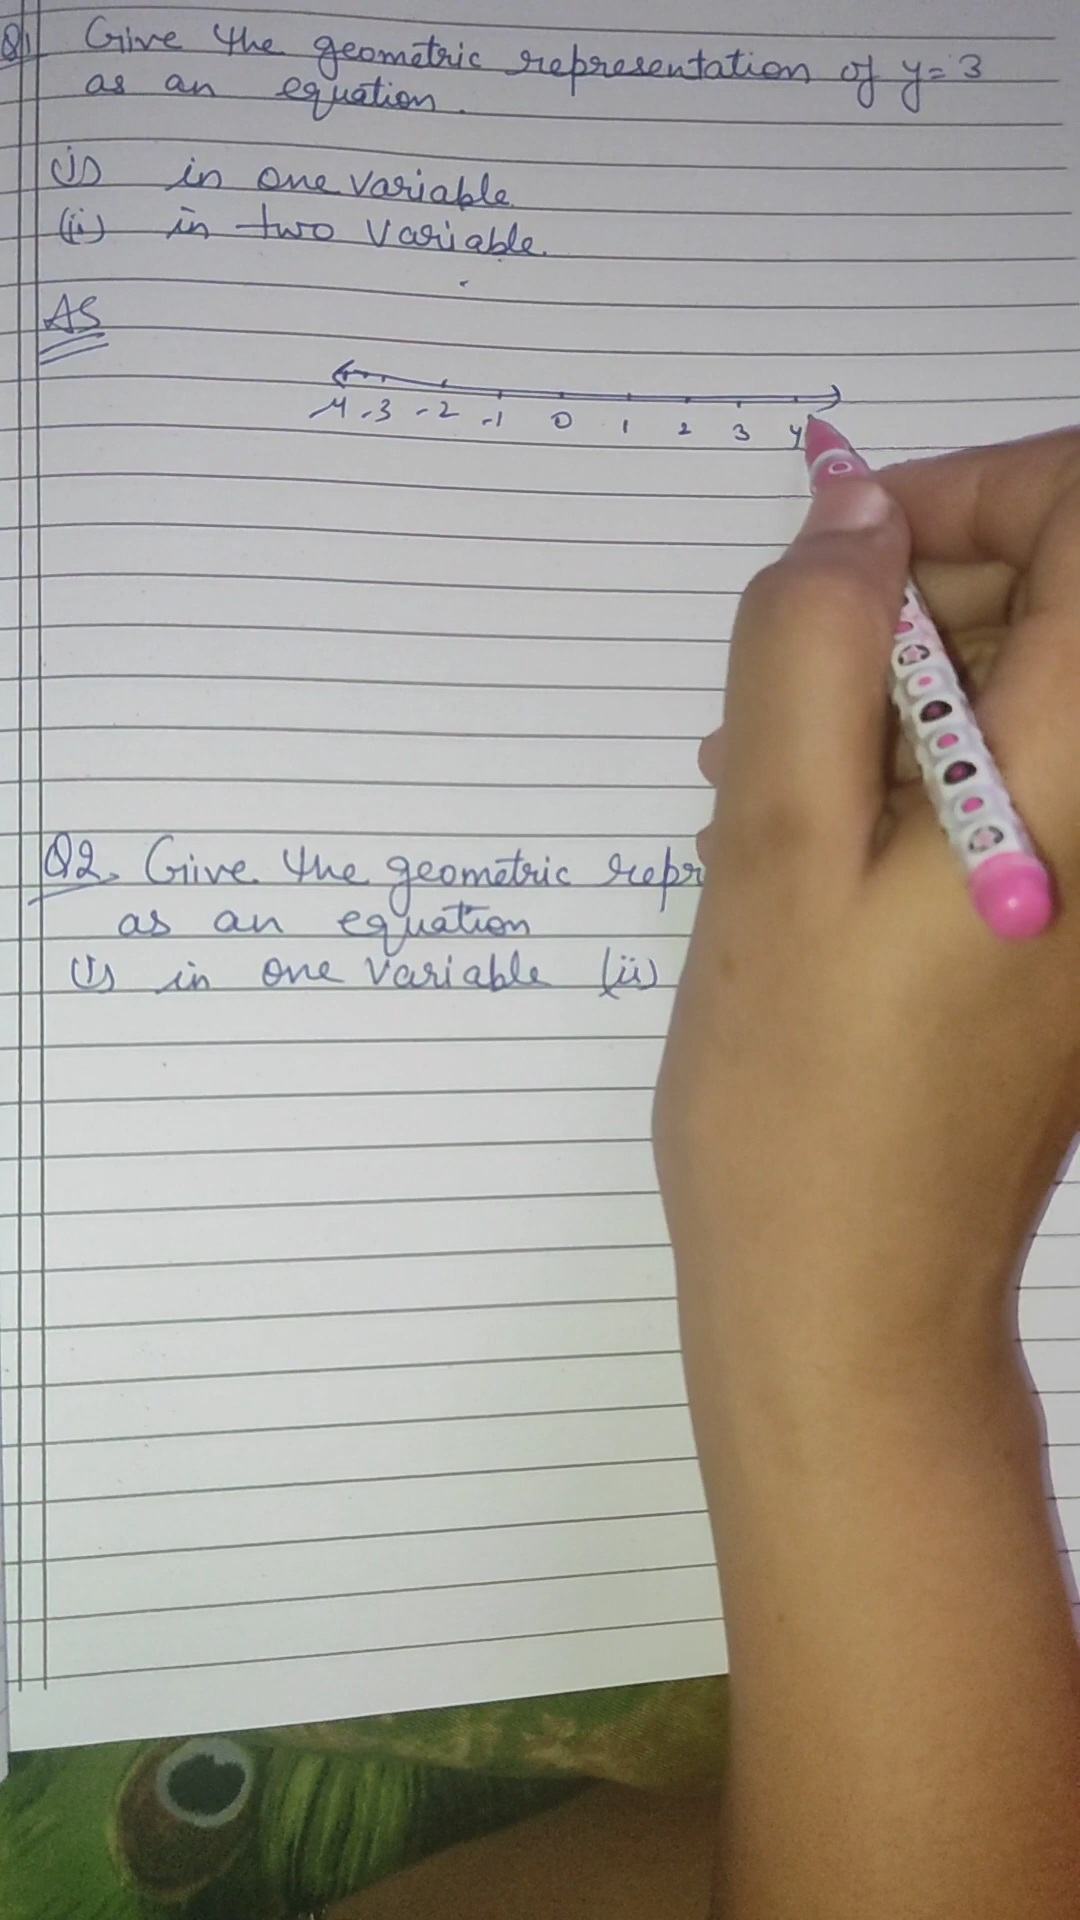 Q1 Give the geometric representation of y=3
as an equation.
(i) in one variable
(ii) in two variable.
AS
-4 -3 -2 -1 0 1 2 3 4
Q2. Give the geometric repr
as an equation
(i) in one variable (ii)